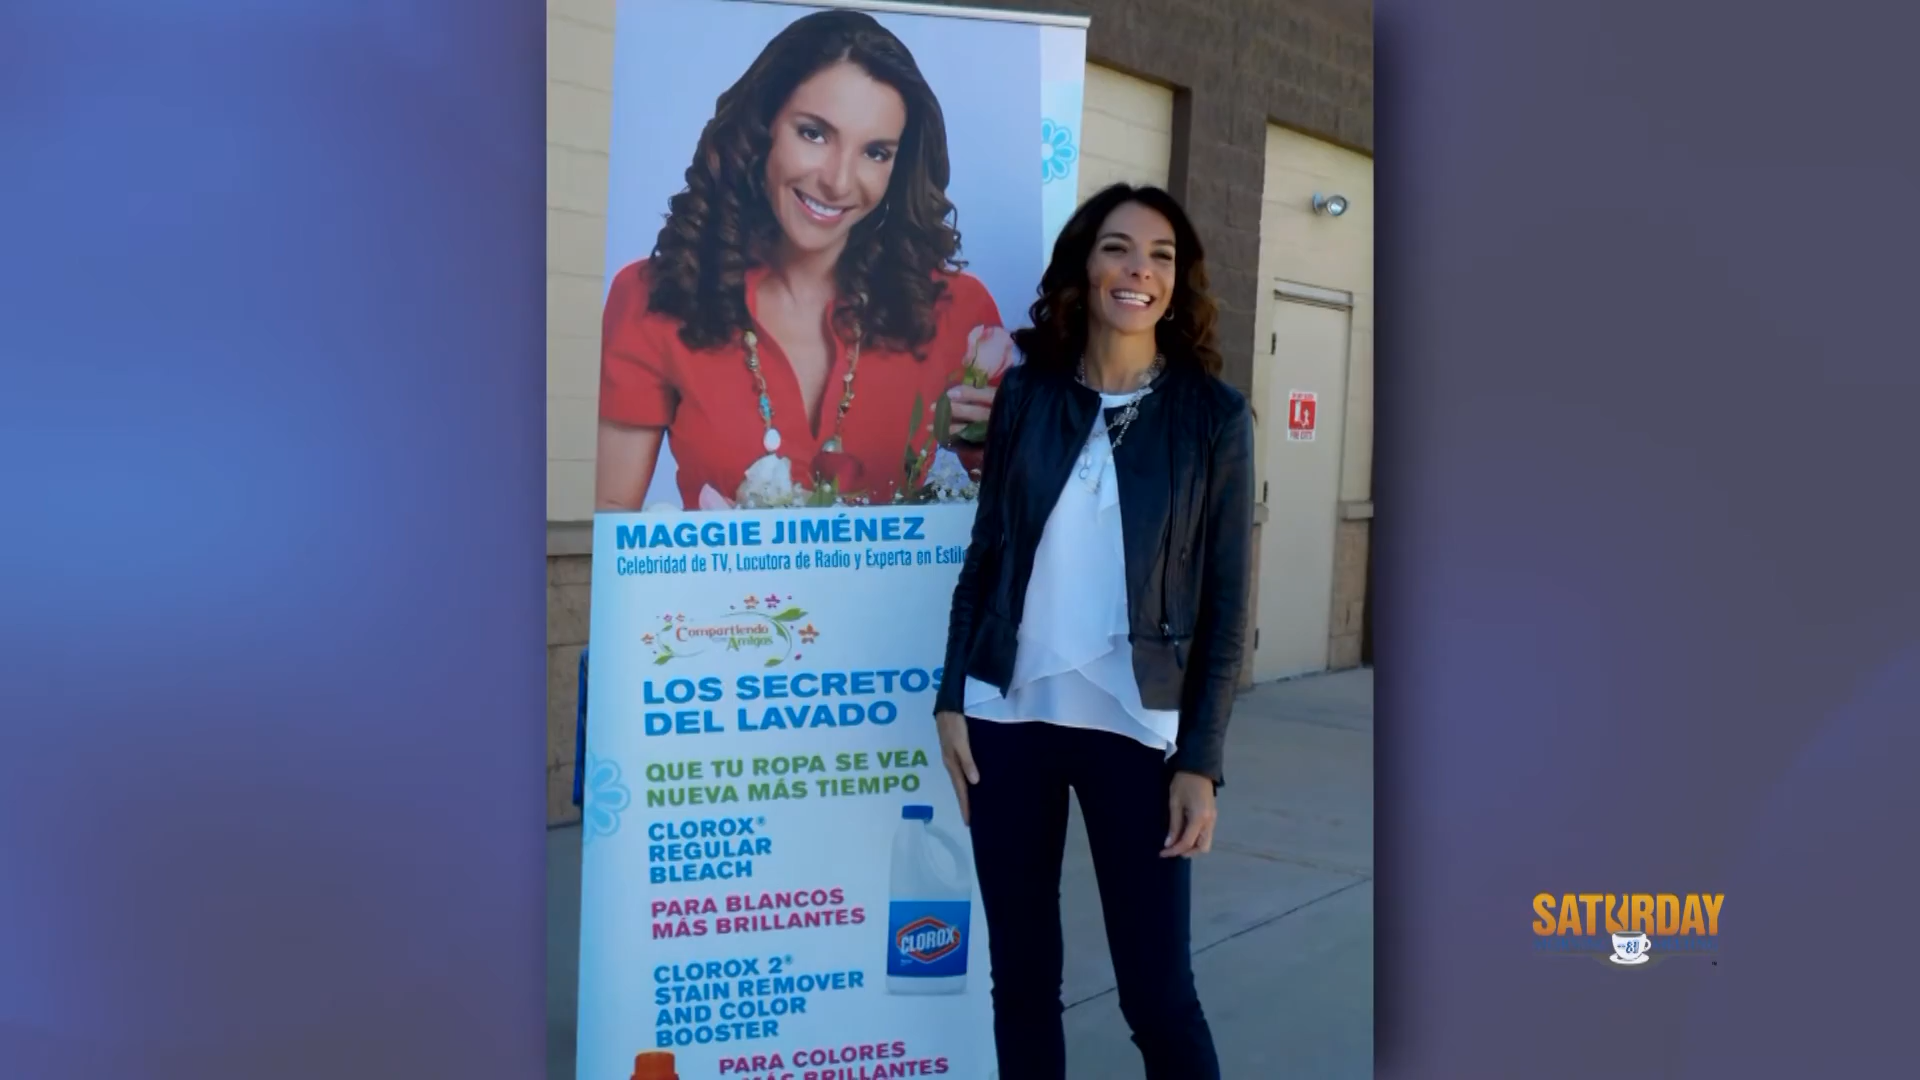 MAGGIE JIMÉNEZ
Celebridad de TV, Locutora de Radio y Experta en Estilo
Compartiendo
Amigos
LOS SECRETOS
DEL LAVADO
QUE TU ROPA SE VEA
NUEVA MÁS TIEMPO
CLOROX®
REGULAR
BLEACH
PARA BLANCOS
MÁS BRILLANTES
CLOROX
CLOROX 2®
STAIN REMOVER
AND COLOR
BOOSTER
PARA COLORES
MÁS BRILLANTES
SATURDAY